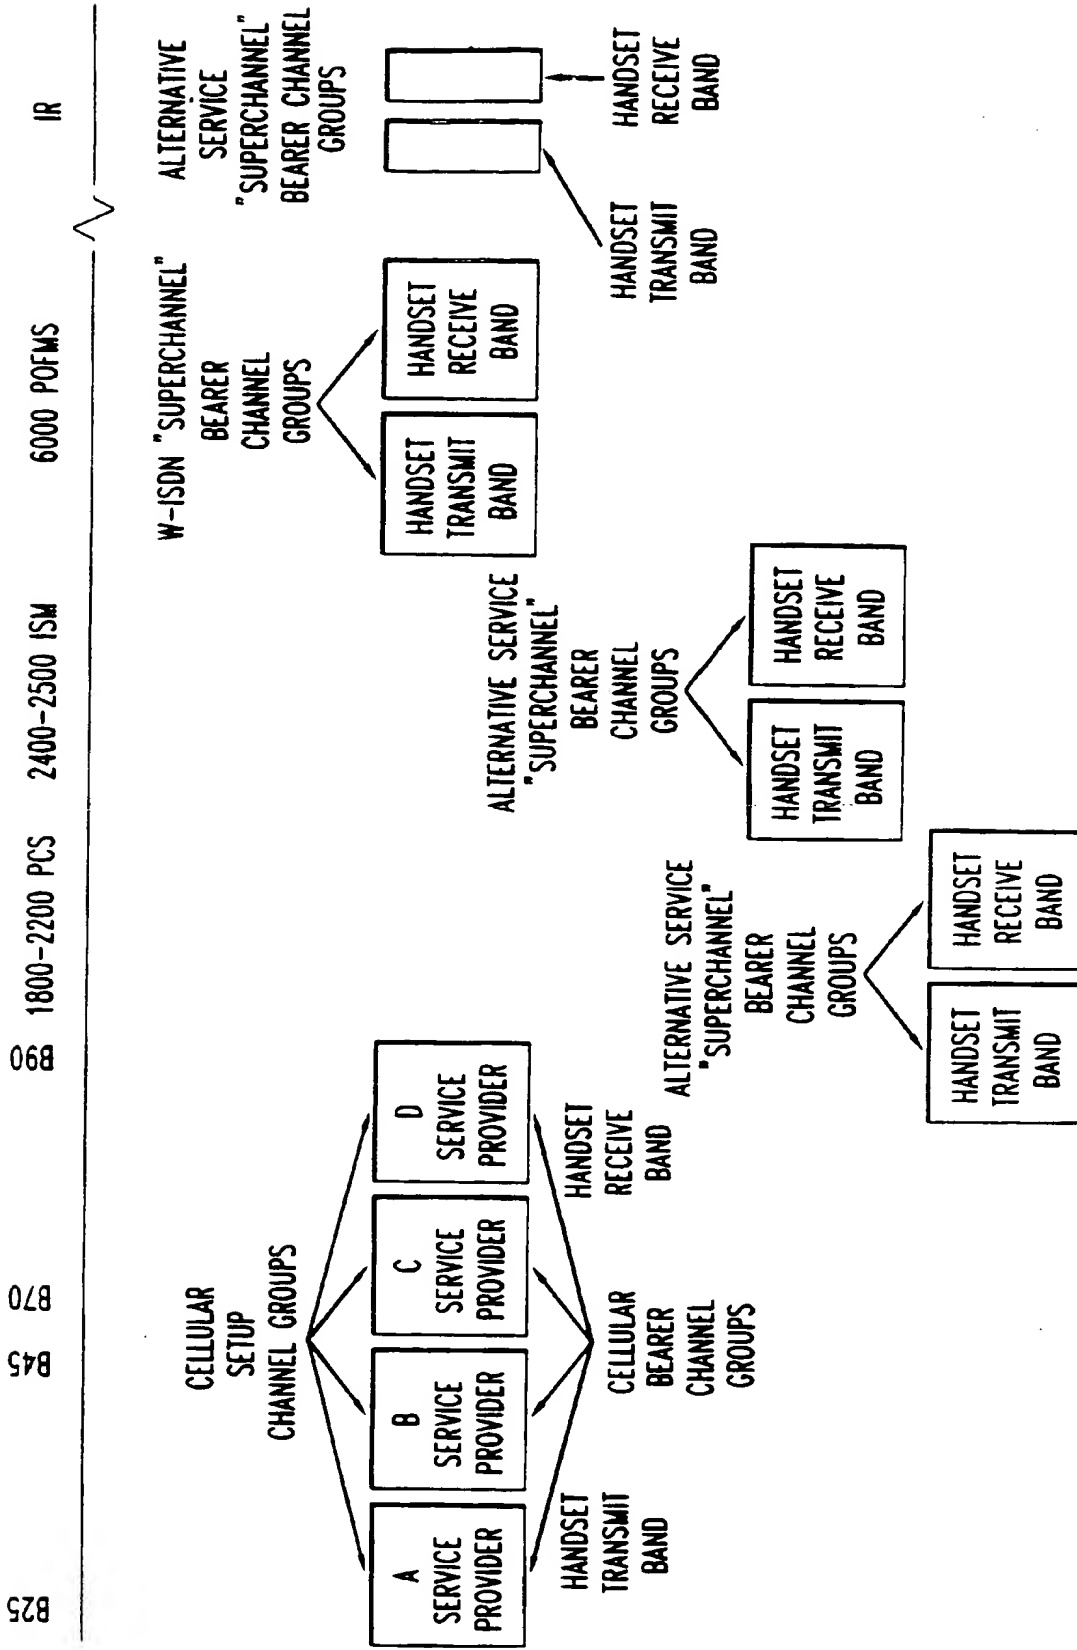 B25
B45
B70
B90
1800-2200 PCS
2400-2500 ISM
6000 POFMS
IR
CELLULAR
SETUP
CHANNEL GROUPS
A
SERVICE
PROVIDER
B
SERVICE
PROVIDER
C
SERVICE
PROVIDER
D
SERVICE
PROVIDER
HANDSET
TRANSMIT
BAND
CELLULAR
BEARER
CHANNEL
GROUPS
HANDSET
RECEIVE
BAND
ALTERNATIVE SERVICE
"SUPERCHANNEL"
BEARER
CHANNEL
GROUPS
HANDSET
TRANSMIT
BAND
HANDSET
RECEIVE
BAND
ALTERNATIVE SERVICE
"SUPERCHANNEL"
BEARER
CHANNEL
GROUPS
HANDSET
TRANSMIT
BAND
HANDSET
RECEIVE
BAND
W-ISDN "SUPERCHANNEL"
BEARER
CHANNEL
GROUPS
HANDSET
TRANSMIT
BAND
HANDSET
RECEIVE
BAND
ALTERNATIVE
SERVICE
"SUPERCHANNEL"
BEARER CHANNEL
GROUPS
HANDSET
TRANSMIT
BAND
HANDSET
RECEIVE
BAND